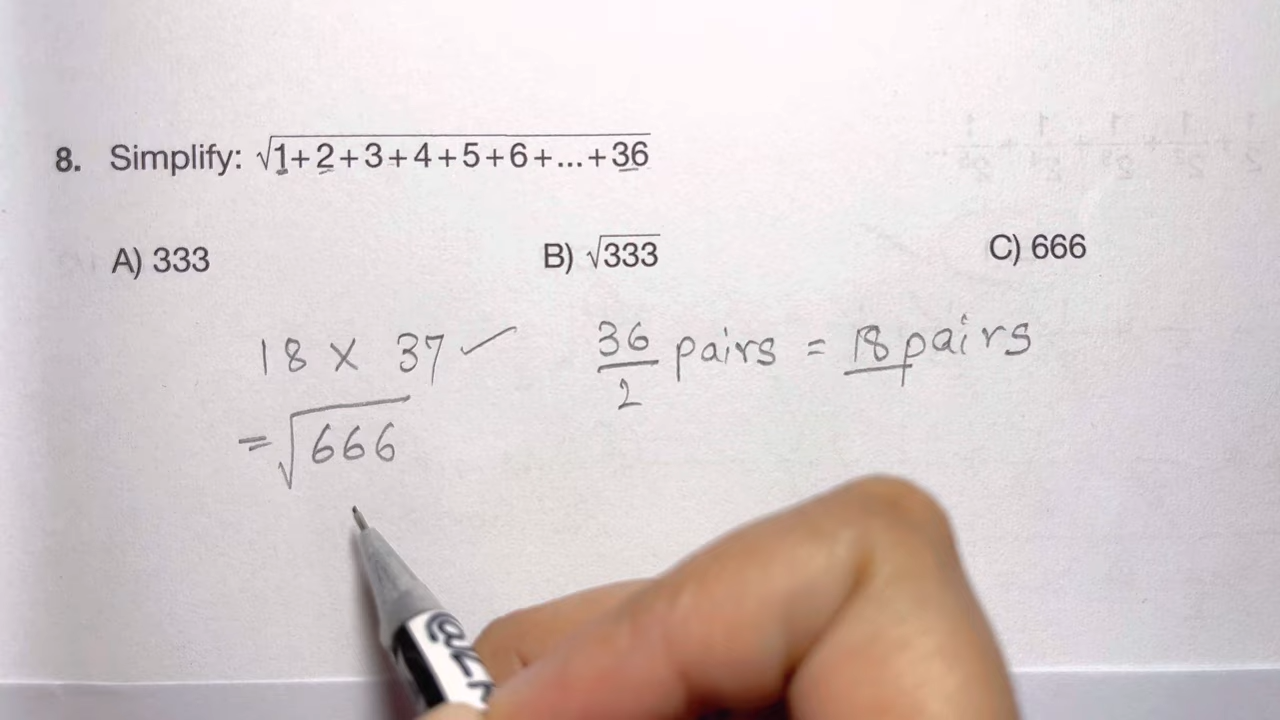 8. Simplify: √1+2+3+4+5+6+...+36
A) 333 B) √333 C) 666
18 × 37 ✓ 36/2 pairs = 18 pairs
= √666